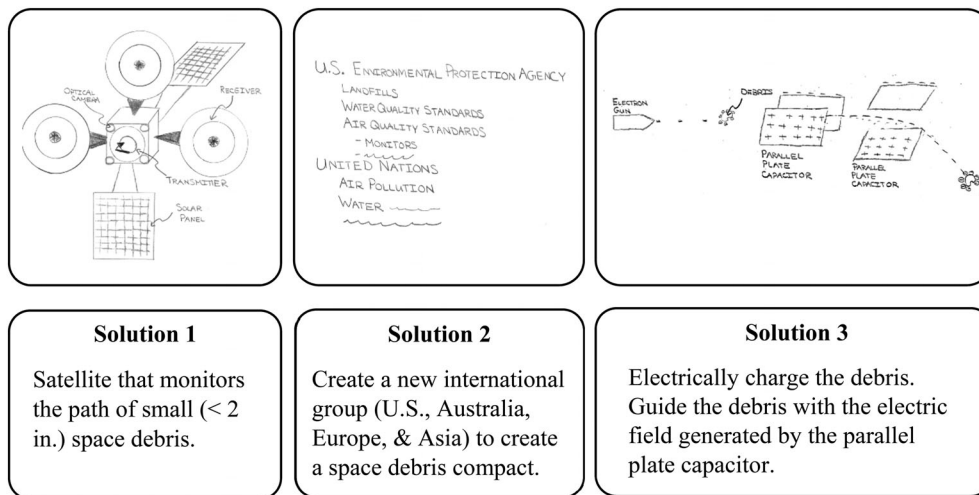 OPTICAL
CAMERA
RECEIVER
TRANSMITTER
SOLAR
PANEL
U.S. ENVIRONMENTAL PROTECTION AGENCY
LANDFILLS
WATER QUALITY STANDARDS
AIR QUALITY STANDARDS
- MONITORS
UNITED NATIONS
AIR POLLUTION
WATER
ELECTRON
GUN
DEBRIS
PARALLEL
PLATE
CAPACITOR
PARALLEL
PLATE
CAPACITOR
Solution 1
Satellite that monitors
the path of small (< 2
in.) space debris.
Solution 2
Create a new international
group (U.S., Australia,
Europe, & Asia) to create
a space debris compact.
Solution 3
Electrically charge the debris.
Guide the debris with the electric
field generated by the parallel
plate capacitor.